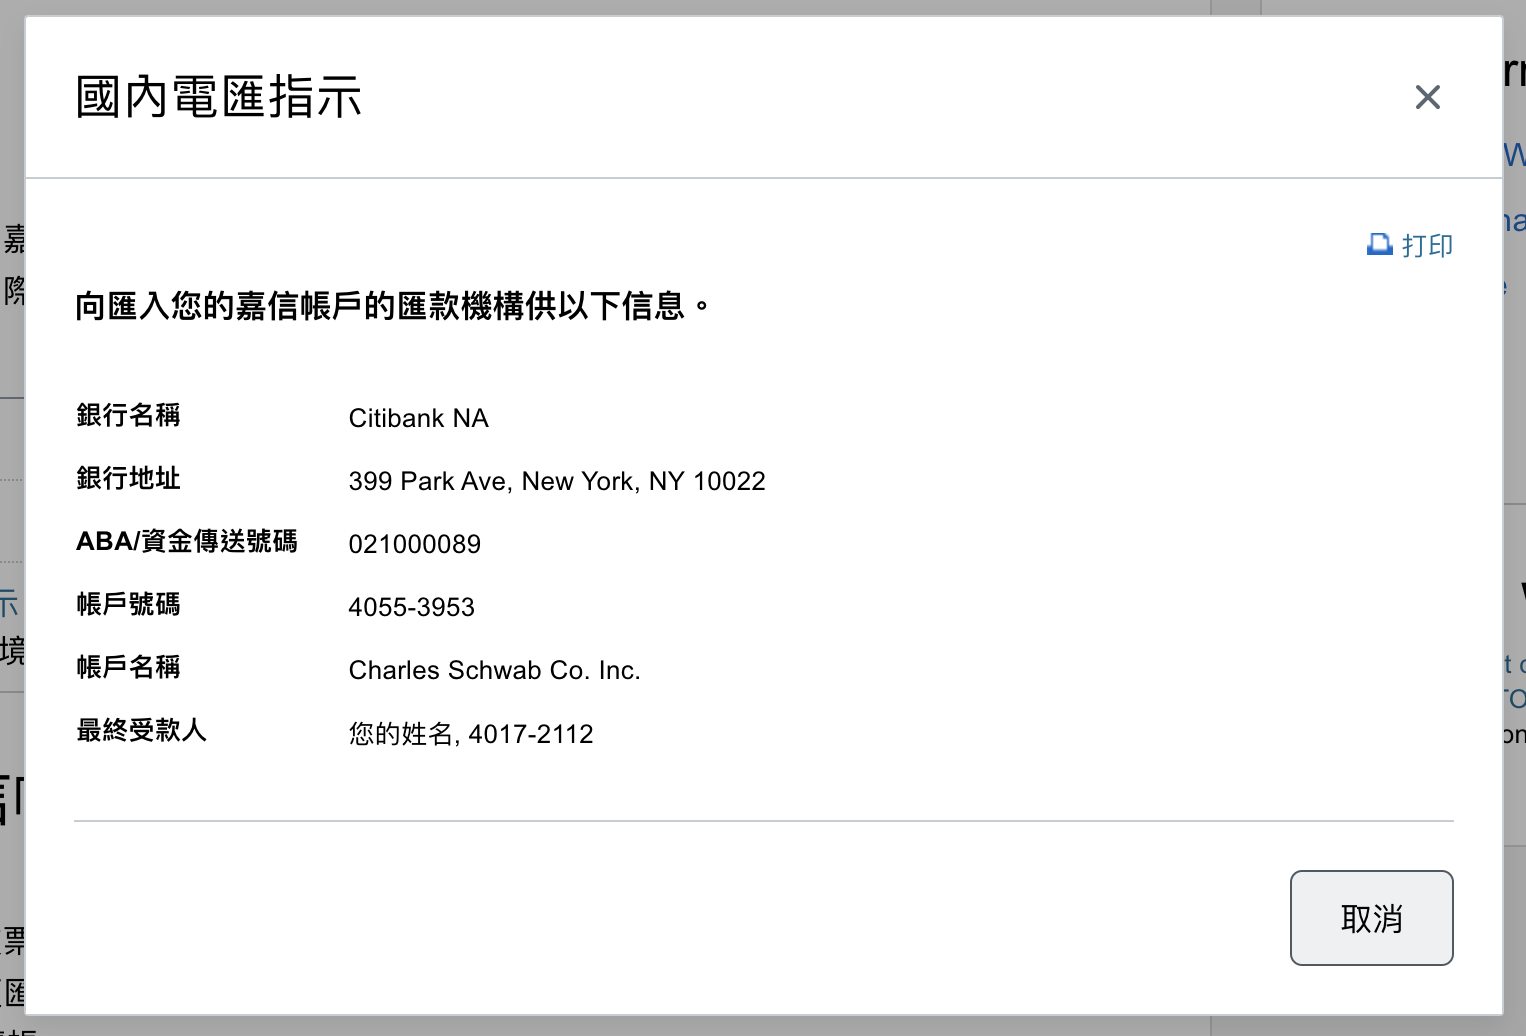 國內電匯指示
打印
向匯入您的嘉信帳戶的匯款機構供以下信息。
銀行名稱 Citibank NA
銀行地址 399 Park Ave, New York, NY 10022
ABA/資金傳送號碼 021000089
帳戶號碼 4055-3953
帳戶名稱 Charles Schwab Co. Inc.
最終受款人 您的姓名, 4017-2112
取消